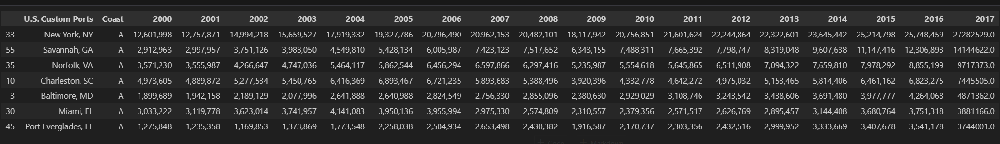 U.S. Custom Ports Coast 2000 2001 2002 2003 2004 2005 2006 2007 2008 2009 2010 2011 2012 2013 2014 2015 2016 2017
33 New York, NY A 12,601,998 12,757,871 14,994,218 15,659,527 17,919,332 19,327,786 20,796,490 20,962,153 20,482,101 18,117,942 20,756,851 21,601,624 22,244,864 22,322,601 23,645,442 25,214,798 25,748,459 27282529.0
55 Savannah, GA A 2,912,963 2,997,957 3,751,126 3,983,050 4,549,810 5,428,134 6,005,987 7,423,123 7,517,652 6,343,155 7,488,311 7,665,392 7,798,747 8,319,048 9,607,638 11,147,416 12,306,893 14144622.0
35 Norfolk, VA A 3,571,230 3,555,987 4,266,647 4,747,036 5,464,117 5,862,544 6,456,294 6,597,866 6,297,416 5,235,987 5,554,618 5,645,865 6,511,908 7,094,322 7,659,810 7,978,292 8,855,199 9717373.0
10 Charleston, SC A 4,973,605 4,889,872 5,277,534 5,450,765 6,416,369 6,893,467 6,721,235 5,893,683 5,388,496 3,920,396 4,332,778 4,642,272 4,975,032 5,153,465 5,814,406 6,461,162 6,823,275 7445505.0
3 Baltimore, MD A 1,899,689 1,942,158 2,189,129 2,077,996 2,641,888 2,640,988 2,824,549 2,756,330 2,855,096 2,380,630 2,929,029 3,108,746 3,243,542 3,438,606 3,691,480 3,977,777 4,264,068 4871362.0
30 Miami, FL A 3,033,222 3,119,778 3,623,014 3,741,957 4,141,083 3,950,136 3,955,994 2,975,330 2,574,809 2,310,557 2,379,356 2,571,517 2,626,769 2,895,457 3,144,408 3,680,764 3,751,318 3881166.0
45 Port Everglades, FL A 1,275,848 1,235,358 1,169,853 1,373,869 1,773,548 2,258,038 2,504,934 2,653,498 2,430,382 1,916,587 2,170,737 2,303,356 2,432,516 2,999,952 3,333,669 3,407,678 3,541,178 3744001.0
+ Code + Markdown